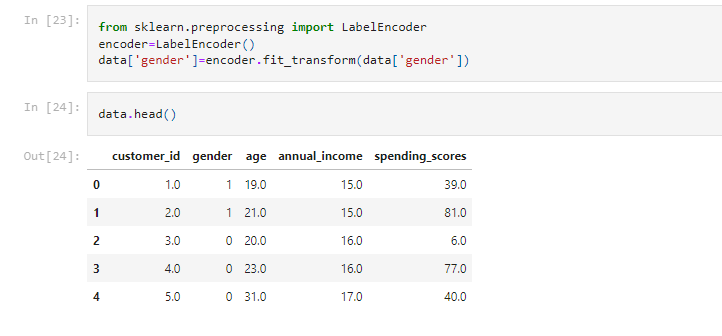 In [23]:
from sklearn.preprocessing import LabelEncoder
encoder=LabelEncoder()
data['gender']=encoder.fit_transform(data['gender'])
In [24]:
data.head()
Out[24]:
customer_id gender age annual_income spending_scores
0 1.0 1 19.0 15.0 39.0
1 2.0 1 21.0 15.0 81.0
2 3.0 0 20.0 16.0 6.0
3 4.0 0 23.0 16.0 77.0
4 5.0 0 31.0 17.0 40.0